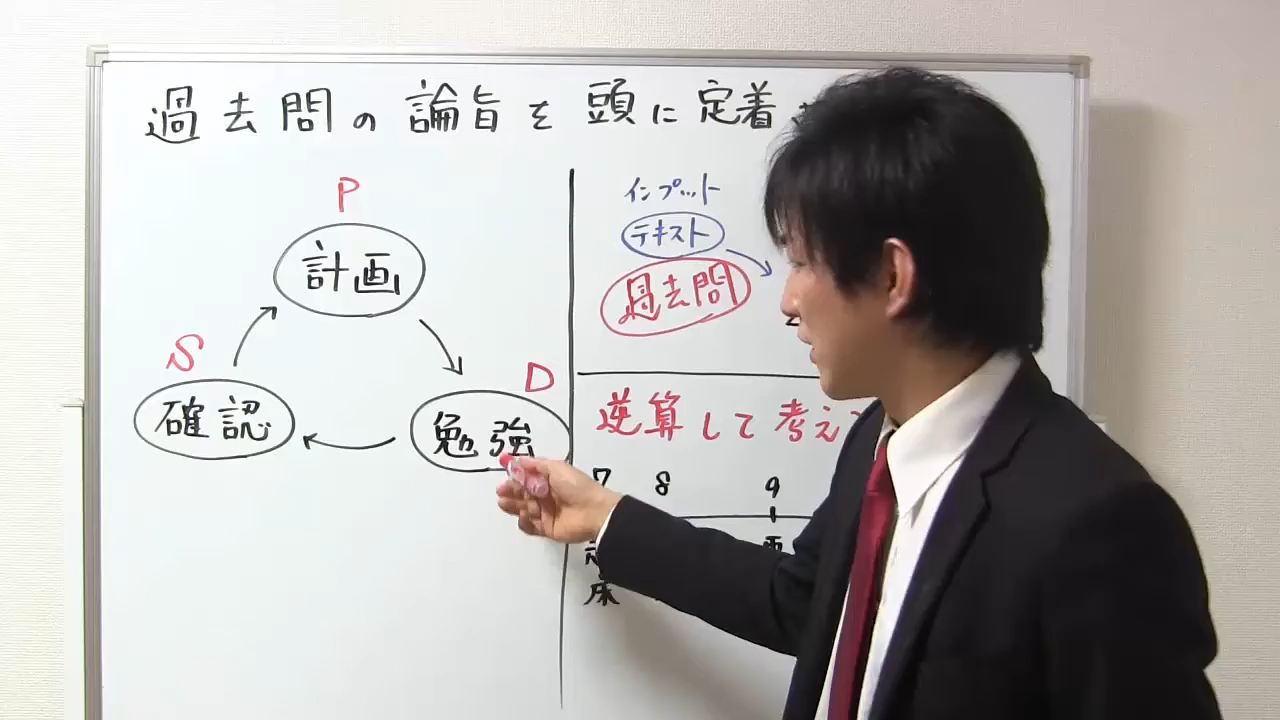 過去問の論旨を頭に定着
P
計画
S
確認
D
勉強
インプット
テキスト
過去問
逆算して考え
7 8 9
床